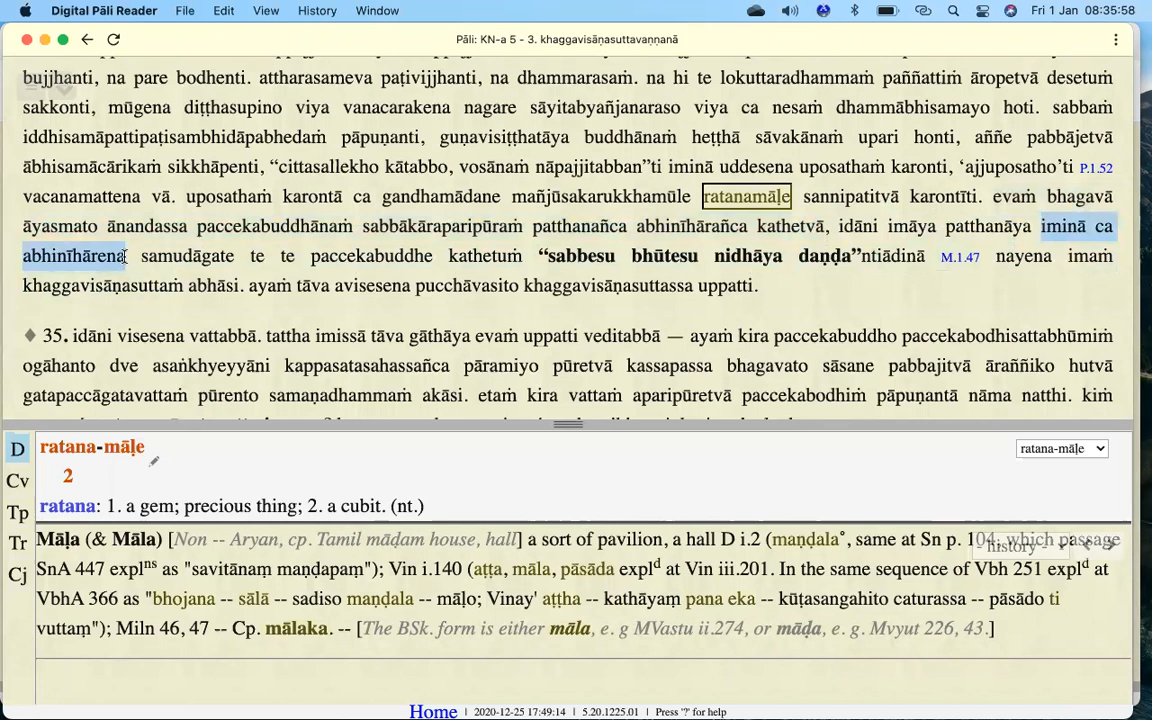 Digital Pāli Reader File Edit View History Window Fri 1 Jan 08:35:58
Pāli: KN-a 5 - 3. khaggavisāṇasuttavaṇṇanā
bujjhanti, na pare bodhenti. attharasameva paṭivijjhanti, na dhammarasaṁ. na hi te lokuttaradhammaṁ paññattiṁ āropetvā desetuṁ
sakkonti, mūgena diṭṭhasupino viya vanacarakena nagare sāyitabyañjanaraso viya ca nesaṁ dhammābhisamayo hoti. sabbaṁ
iddhisamāpattipaṭisambhidāpabhedaṁ pāpuṇanti, guṇavisiṭṭhatāya buddhānaṁ heṭṭhā sāvakānaṁ upari honti, aññe pabbājetvā
ābhisamācārikaṁ sikkhāpenti, “cittasallekho kātabbo, vosānaṁ nāpajjitabban”ti iminā uddesena uposathaṁ karonti, ‘ajjuposatho’ti P.1.52
vacanamattena vā. uposathaṁ karontā ca gandhamādane mañjūsakarukkhamūle ratanamāḷe sannipatitvā karontīti. evaṁ bhagavā
āyasmato ānandassa paccekabuddhānaṁ sabbākāraparipūraṁ patthanañca abhinīhārañca kathetvā, idāni imāya patthanāya iminā ca
abhinīhārena samudāgate te te paccekabuddhe kathetuṁ “sabbesu bhūtesu nidhāya daṇḍa”ntiādinā M.1.47 nayena imaṁ
khaggavisāṇasuttaṁ abhāsi. ayaṁ tāva avisesena pucchāvasito khaggavisāṇasuttassa uppatti.
♦ 35. idāni visesena vattabbā. tattha imissā tāva gāthāya evaṁ uppatti veditabbā — ayaṁ kira paccekabuddho paccekabodhisattabhūmiṁ
ogāhanto dve asaṅkhyeyyāni kappasatasahassañca pāramiyo pūretvā kassapassa bhagavato sāsane pabbajitvā āraññiko hutvā
gatapaccāgatavattaṁ pūrento samaṇadhammaṁ akāsi. etaṁ kira vattaṁ aparipūretvā paccekabodhiṁ pāpuṇantā nāma natthi. kiṁ
D ratana-māḷe ratana-māḷe
2
Cv ratana: 1. a gem; precious thing; 2. a cubit. (nt.)
Tp
Tr Māḷa (& Māla) [Non -- Aryan, cp. Tamil māḍam house, hall] a sort of pavilion, a hall D i.2 (maṇḍala˚, same at Sn p. 104, which passage
- history -
Cj SnA 447 explⁿˢ as "savitānaṁ maṇḍapaṁ"); Vin i.140 (aṭṭa, māla, pāsāda explᵈ at Vin iii.201. In the same sequence of Vbh 251 explᵈ at
VbhA 366 as "bhojana -- sālā -- sadiso maṇḍala -- māḷo; Vinay' aṭṭha -- kathāyaṁ pana eka -- kūṭasangahito caturassa -- pāsādo ti
vuttaṁ"); Miln 46, 47 -- Cp. mālaka. -- [The BSk. form is either māla, e. g MVastu ii.274, or māḍa, e. g. Mvyut 226, 43.]
Home | 2020-12-25 17:49:14 | 5.20.1225.01 | Press '?' for help